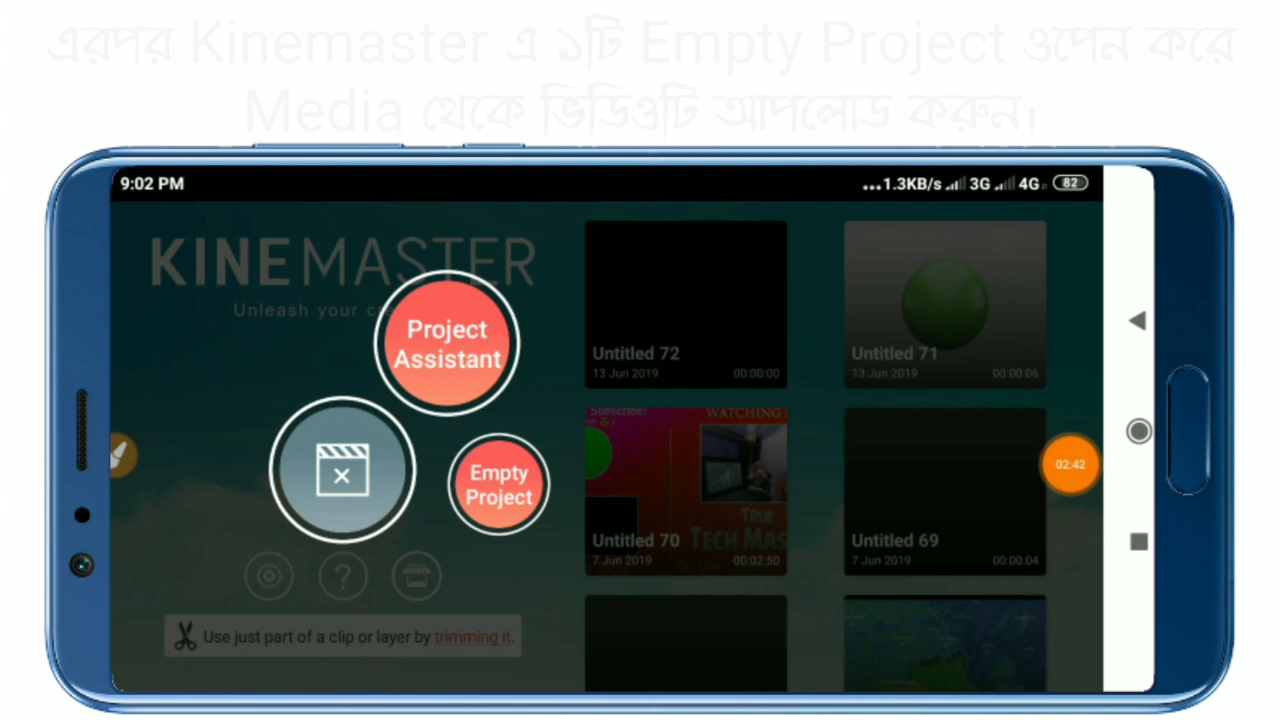 এরপর Kinemaster এ ১টি Empty Project ওপেন করে
Media থেকে ভিডিওটি আপলোড করুন।
9:02 PM
...1.3KB/s 3G 4G 82
KINEMASTER
Unleash your
Project
Assistant
Empty
Project
Use just part of a clip or layer by trimming it.
Untitled 72
13 Jun 2019 00:00:00
Untitled 71
13 Jun 2019 00:00:06
Subscribe!
WATCHING
TRUE
TECH MAS
Untitled 70
7 Jun 2019 00:02:50
Untitled 69
7 Jun 2019 00:00:04
02:42